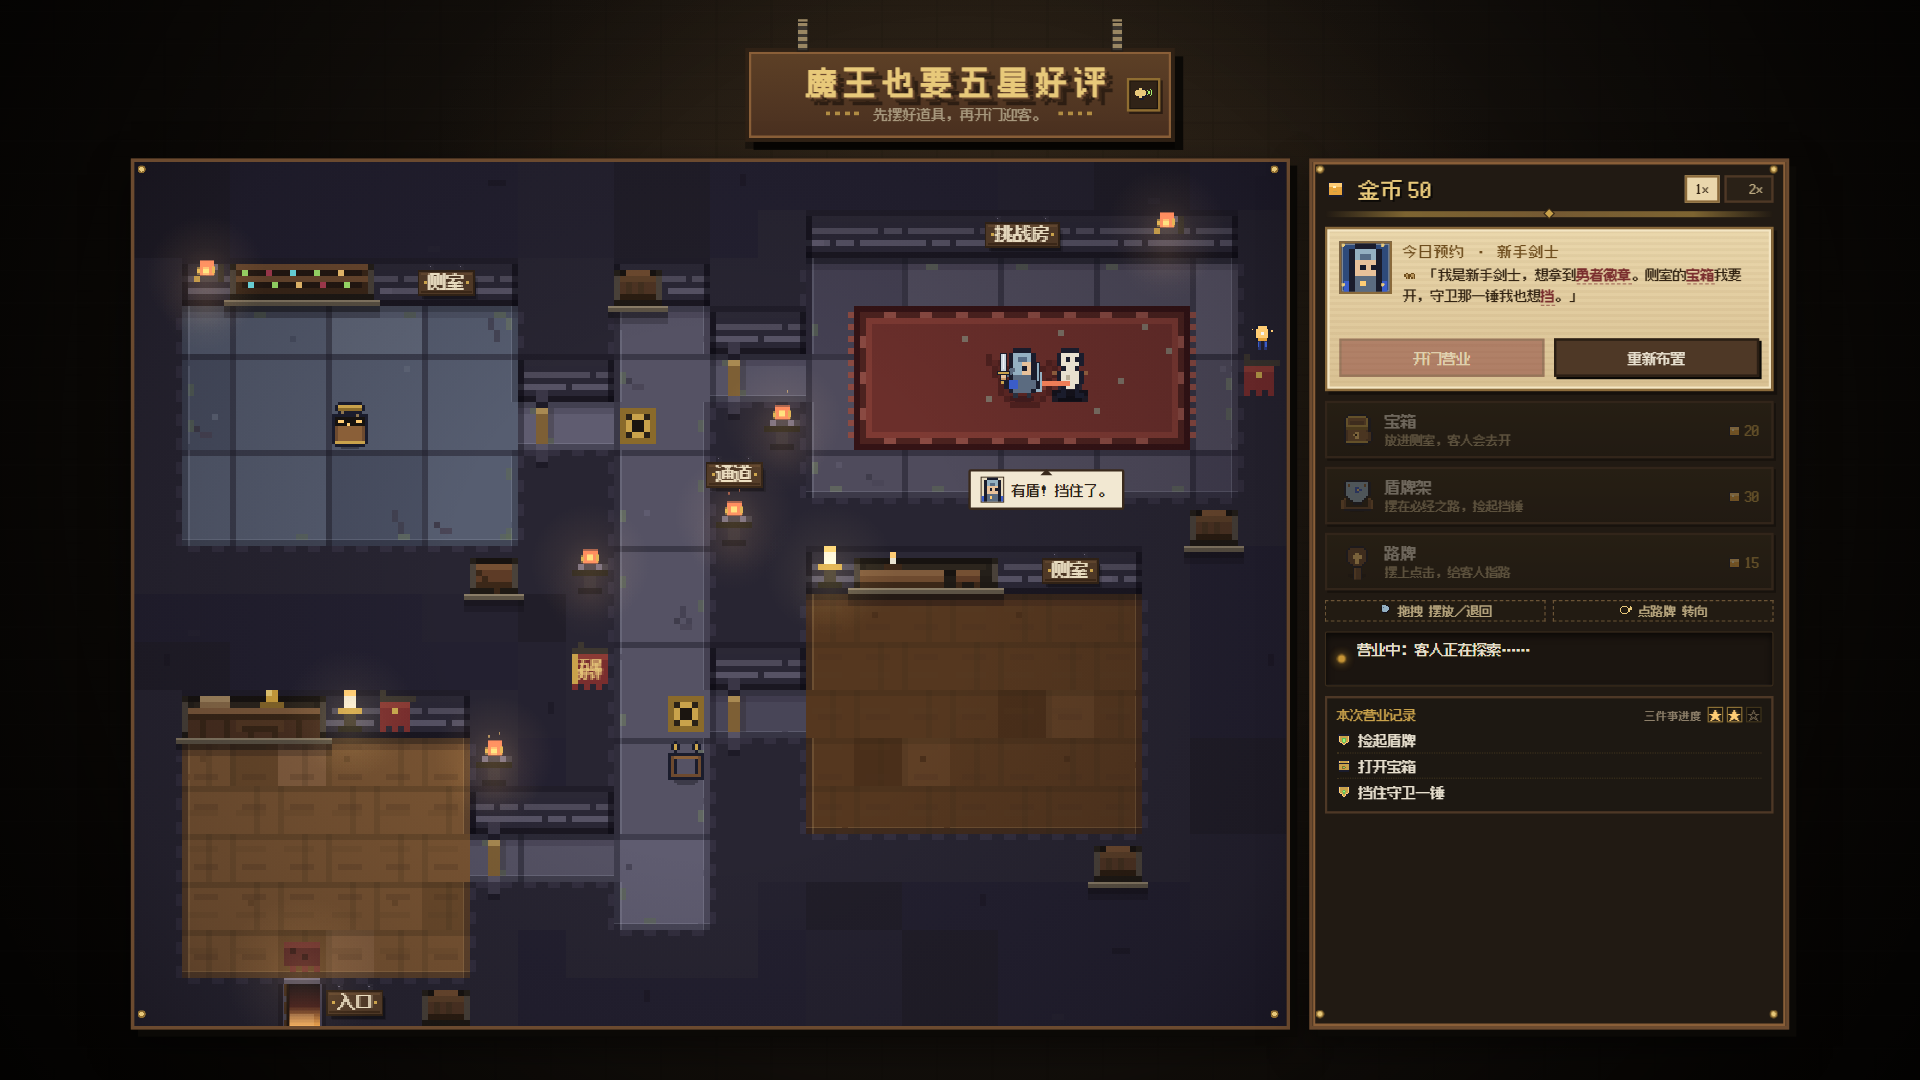 魔王也要五星好评
先摆好道具，再开门迎客。
挑战房
侧室
通道
有盾！挡住了。
侧室
入口
金币 50
1×
2×
今日预约 · 新手剑士
「我是新手剑士，想拿到勇者徽章。侧室的宝箱我要
开，守卫那一锤我也想挡。」
开门营业
重新布置
宝箱
放进侧室，客人会去开
20
盾牌架
摆在必经之路，捡起挡锤
30
路牌
摆上点击，给客人指路
15
拖拽 摆放／退回
点路牌 转向
营业中：客人正在探索……
本次营业记录
三件事进度
捡起盾牌
打开宝箱
挡住守卫一锤